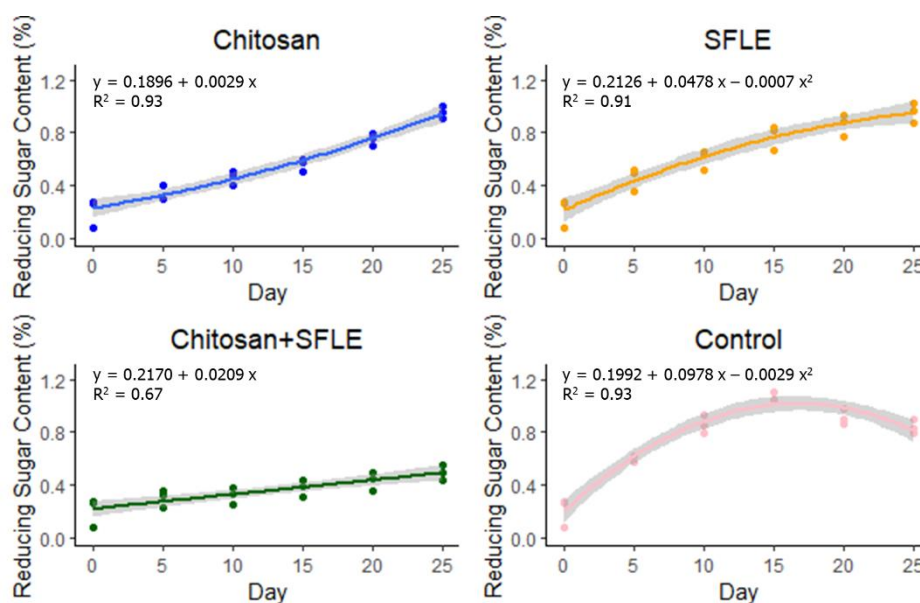 Chitosan
Reducing Sugar Content (%)
y = 0.1896 + 0.0029 x
R² = 0.93
1.2
0.8
0.4
0.0
0 5 10 15 20 25
Day
SFLE
Reducing Sugar Content (%)
y = 0.2126 + 0.0478 x – 0.0007 x²
R² = 0.91
1.2
0.8
0.4
0.0
0 5 10 15 20 25
Day
Chitosan+SFLE
Reducing Sugar Content (%)
y = 0.2170 + 0.0209 x
R² = 0.67
1.2
0.8
0.4
0.0
0 5 10 15 20 25
Day
Control
Reducing Sugar Content (%)
y = 0.1992 + 0.0978 x – 0.0029 x²
R² = 0.93
1.2
0.8
0.4
0.0
0 5 10 15 20 25
Day